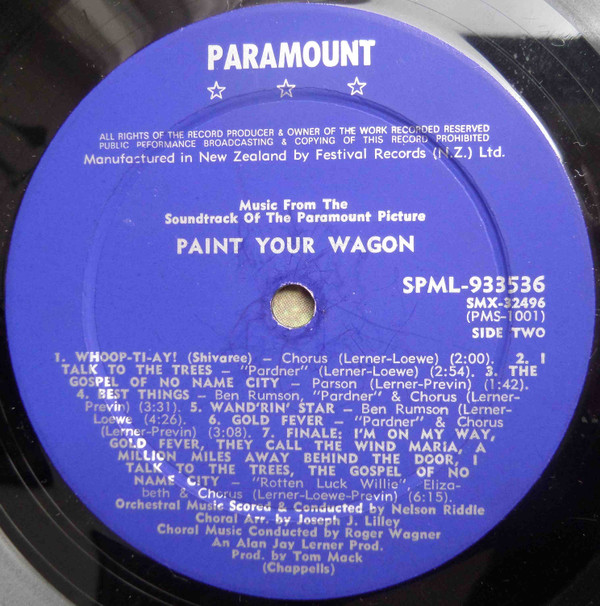 PARAMOUNT
ALL RIGHTS OF THE RECORD PRODUCER & OWNER OF THE WORK RECORDED RESERVED
PUBLIC PERFORMANCE BROADCASTING & COPYING OF THIS RECORD PROHIBITED
Manufactured in New Zealand by Festival Records (N.Z.) Ltd.
Music From The
Soundtrack Of The Paramount Picture
PAINT YOUR WAGON
SPML-933536
SMX-32496
(PMS-1001)
SIDE TWO
1. WHOOP-TI-AY! (Shivaree) – Chorus (Lerner-Loewe) (2:00). 2. I
TALK TO THE TREES – "Pardner" (Lerner-Loewe) (2:54). 3. THE
GOSPEL OF NO NAME CITY – Parson (Lerner-Previn) (1:42).
4. BEST THINGS – Ben Rumson, "Pardner" & Chorus (Lerner-
Previn) (3:31). 5. WAND'RIN' STAR – Ben Rumson (Lerner-
Loewe (4:26). 6. GOLD FEVER – "Pardner" & Chorus
(Lerner-Previn) (3:08). 7. FINALE: I'M ON MY WAY,
GOLD FEVER, THEY CALL THE WIND MARIA, A
MILLION MILES AWAY BEHIND THE DOOR, I
TALK TO THE TREES, THE GOSPEL OF NO
NAME CITY – "Rotten Luck Willie", Eliza-
beth & Chorus (Lerner-Loewe-Previn) (6:15).
Orchestral Music Scored & Conducted by Nelson Riddle
Choral Arr. by Joseph J. Lilley
Choral Music Conducted by Roger Wagner
An Alan Jay Lerner Prod.
Prod. by Tom Mack
(Chappells)